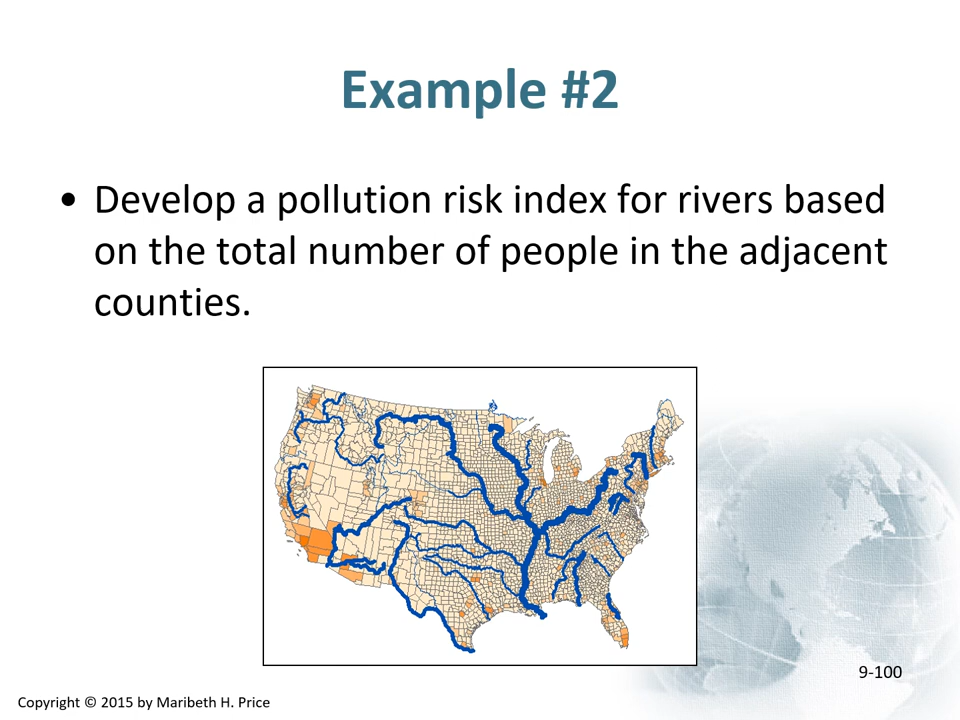 Example #2
• Develop a pollution risk index for rivers based
on the total number of people in the adjacent
counties.
9-100
Copyright © 2015 by Maribeth H. Price